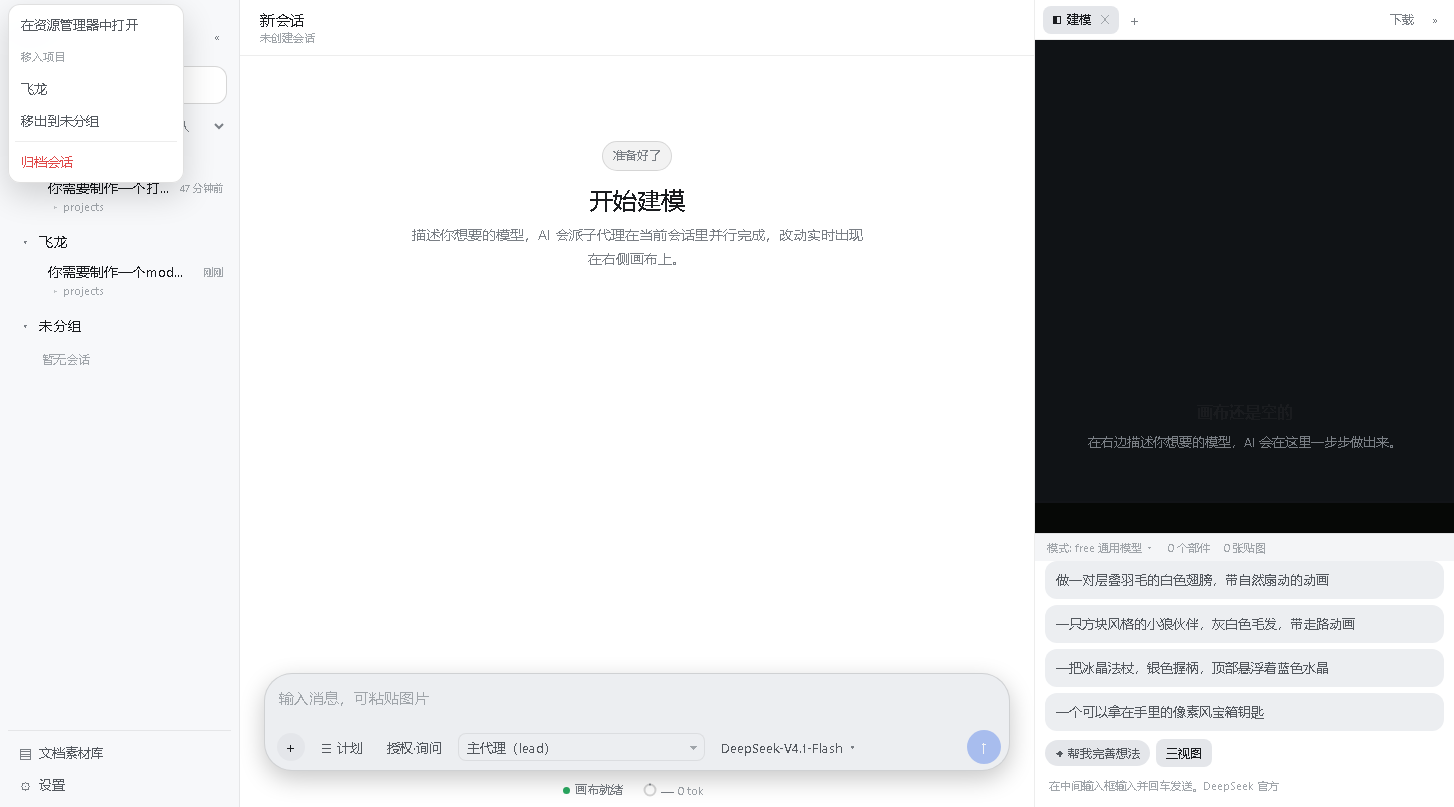 在资源管理器中打开
移入项目
飞龙
移出到未分组
归档会话
«
你需要制作一个打... 47 分钟前
projects
飞龙
你需要制作一个mod... 刚刚
projects
未分组
暂无会话
文档素材库
设置
新会话
未创建会话
准备好了
开始建模
描述你想要的模型，AI 会派子代理在当前会话里并行完成，改动实时出现
在右侧画布上。
输入消息，可粘贴图片
+ 计划 授权·询问 主代理（lead） DeepSeek-V4.1-Flash ↑
画布就绪 — 0 tok
建模 + 下载 »
画布还是空的
在右边描述你想要的模型，AI 会在这里一步步做出来。
模式: free 通用模型 0 个部件 0 张贴图
做一对层叠羽毛的白色翅膀，带自然扇动的动画
一只方块风格的小狼伙伴，灰白色毛发，带走路动画
一把冰晶法杖，银色握柄，顶部悬浮着蓝色水晶
一个可以拿在手里的像素风宝箱钥匙
帮我完善想法 三视图
在中间输入框输入并回车发送。DeepSeek 官方